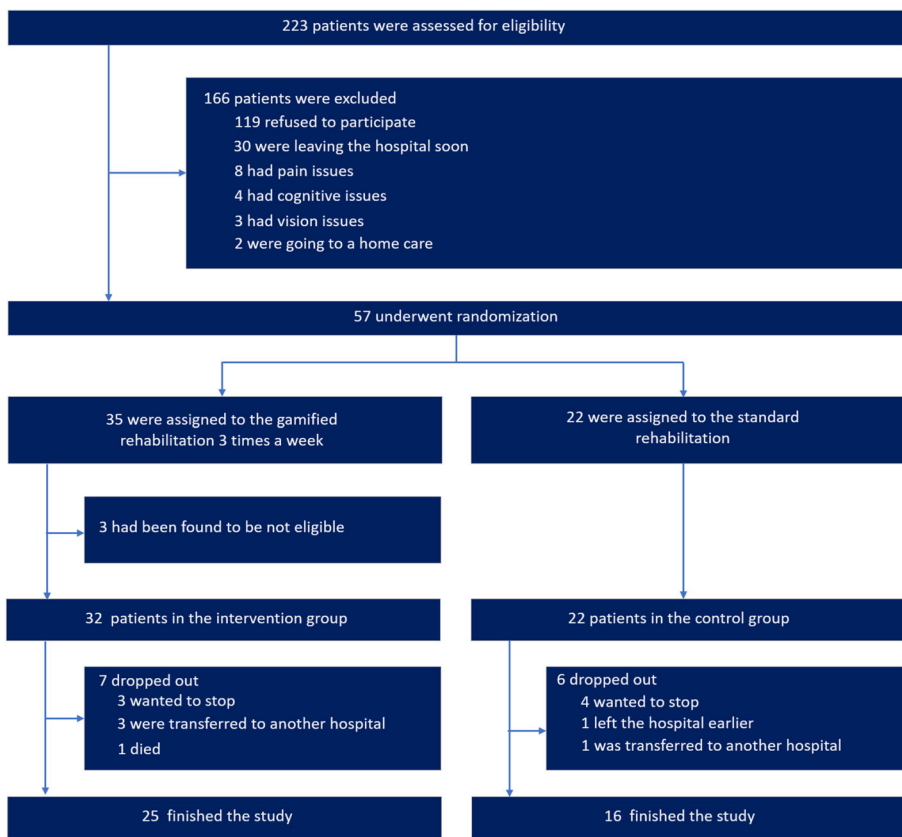 223 patients were assessed for eligibility
166 patients were excluded
119 refused to participate
30 were leaving the hospital soon
8 had pain issues
4 had cognitive issues
3 had vision issues
2 were going to a home care
57 underwent randomization
35 were assigned to the gamified
rehabilitation 3 times a week
22 were assigned to the standard
rehabilitation
3 had been found to be not eligible
32 patients in the intervention group
22 patients in the control group
7 dropped out
3 wanted to stop
3 were transferred to another hospital
1 died
6 dropped out
4 wanted to stop
1 left the hospital earlier
1 was transferred to another hospital
25 finished the study
16 finished the study